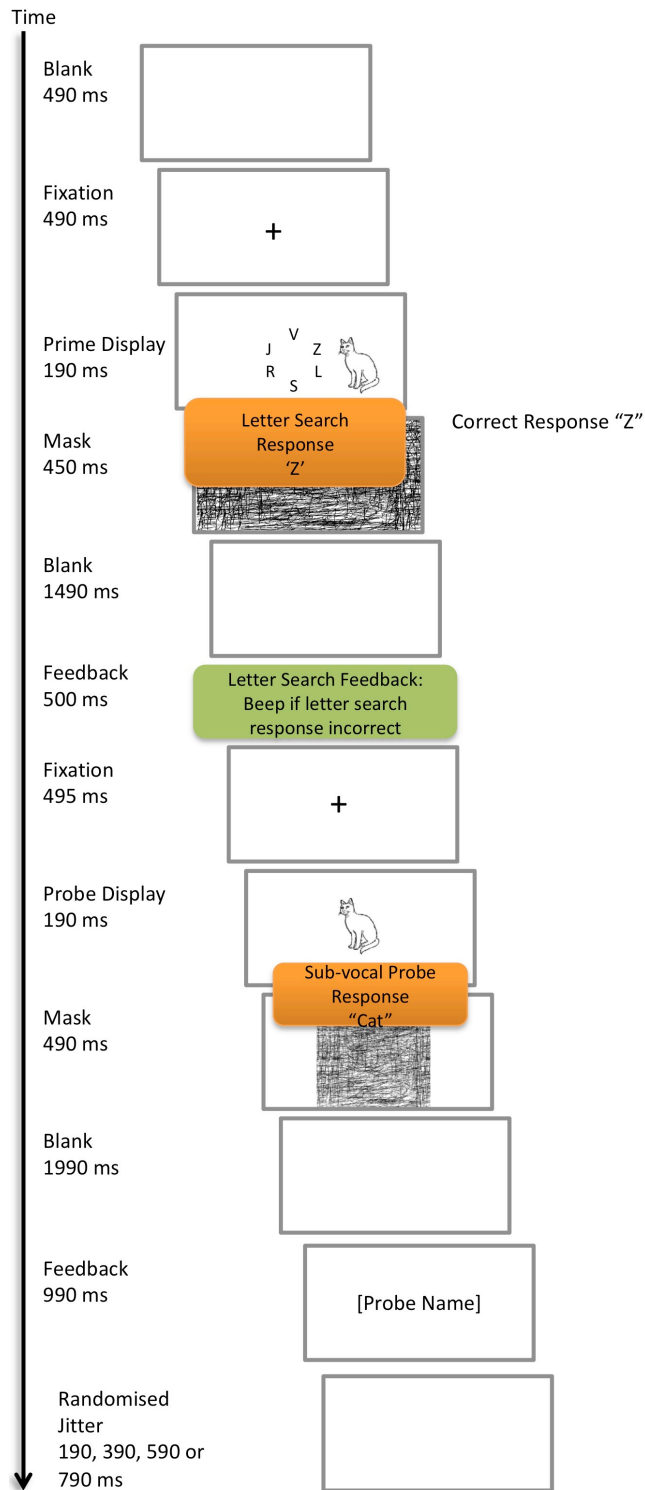 Time
Blank
490 ms
Fixation
490 ms
+
Prime Display
190 ms
V
J Z
R L
S
Letter Search
Response
‘Z’
Correct Response “Z”
Mask
450 ms
Blank
1490 ms
Feedback
500 ms
Letter Search Feedback:
Beep if letter search
response incorrect
Fixation
495 ms
+
Probe Display
190 ms
Sub-vocal Probe
Response
“Cat”
Mask
490 ms
Blank
1990 ms
Feedback
990 ms
[Probe Name]
Randomised
Jitter
190, 390, 590 or
790 ms